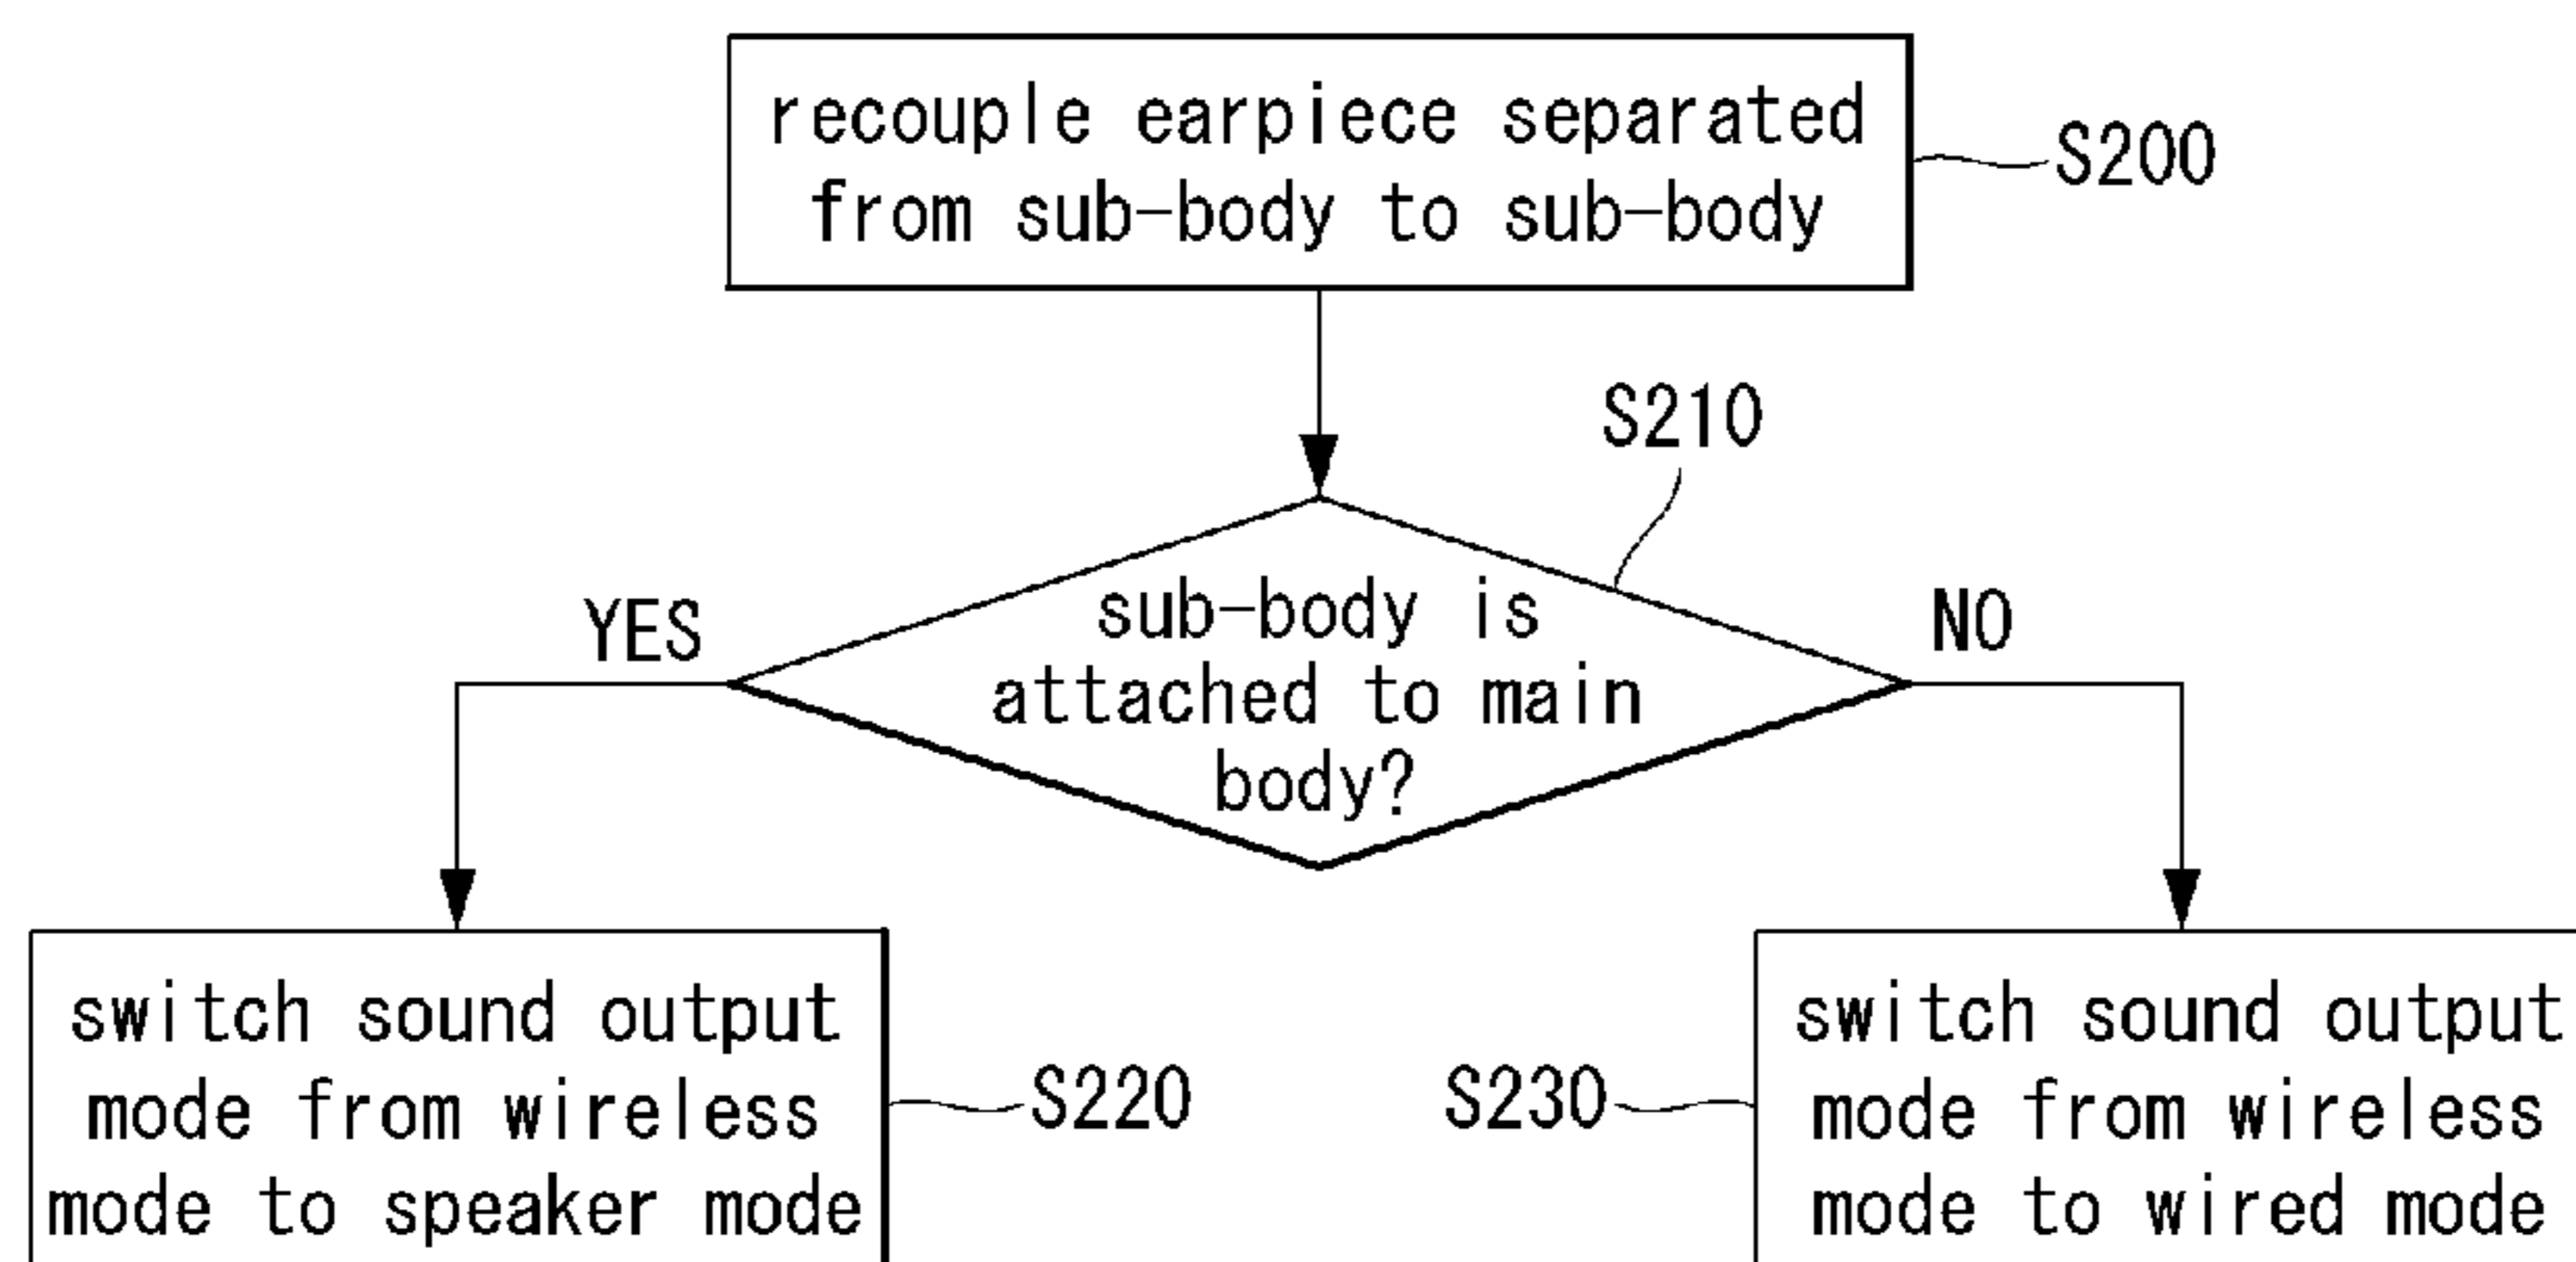 recouple earpiece separated
from sub-body to sub-body
S200
S210
sub-body is
attached to main
body?
YES
NO
switch sound output
mode from wireless
mode to speaker mode
S220
S230
switch sound output
mode from wireless
mode to wired mode